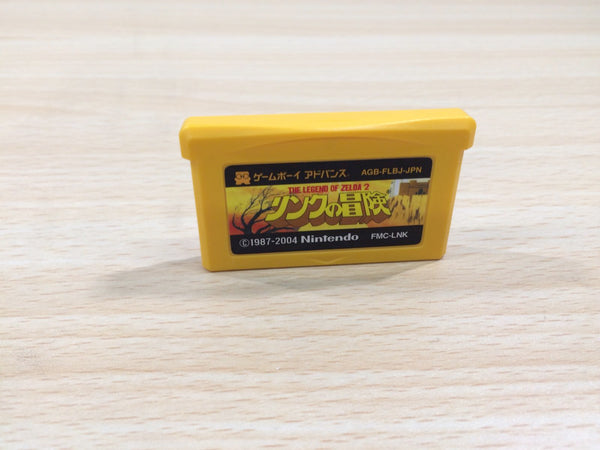 ゲームボーイ アドバンス AGB-FLBJ-JPN
THE LEGEND OF ZELDA 2
リンクの冒険
©1987-2004 Nintendo FMC-LNK